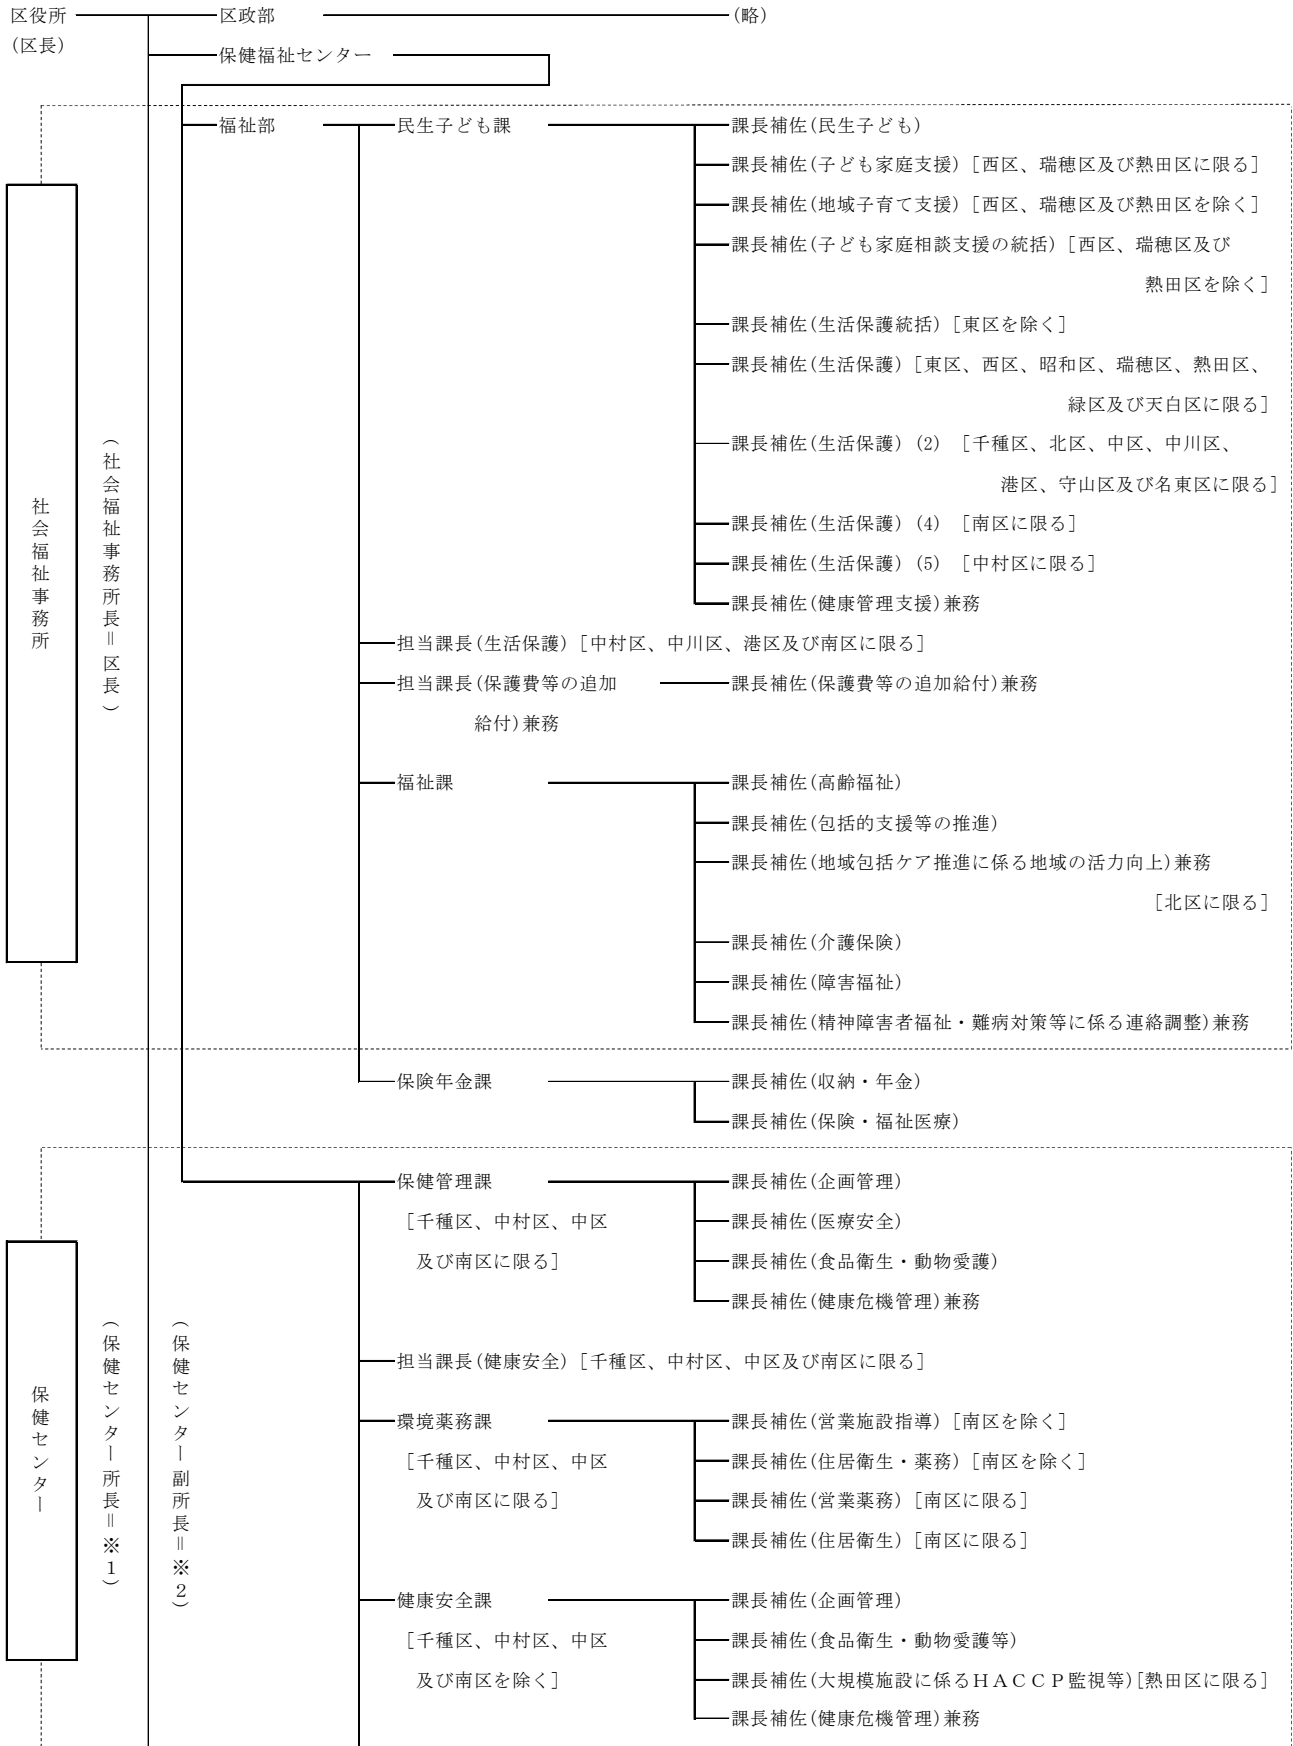 区役所 区政部 (略)
(区長)
保健福祉センター
福祉部 民生子ども課 課長補佐(民生子ども)
課長補佐(子ども家庭支援)［西区、瑞穂区及び熱田区に限る］
課長補佐(地域子育て支援)［西区、瑞穂区及び熱田区を除く］
課長補佐(子ども家庭相談支援の統括)［西区、瑞穂区及び
熱田区を除く］
課長補佐(生活保護統括)［東区を除く］
課長補佐(生活保護)［東区、西区、昭和区、瑞穂区、熱田区、
緑区及び天白区に限る］
課長補佐(生活保護)(2) ［千種区、北区、中区、中川区、
港区、守山区及び名東区に限る］
課長補佐(生活保護)(4) ［南区に限る］
課長補佐(生活保護)(5) ［中村区に限る］
課長補佐(健康管理支援)兼務
社会福祉事務所
(社会福祉事務所長＝区長)
担当課長(生活保護)［中村区、中川区、港区及び南区に限る］
担当課長(保護費等の追加 課長補佐(保護費等の追加給付)兼務
給付)兼務
福祉課 課長補佐(高齢福祉)
課長補佐(包括的支援等の推進)
課長補佐(地域包括ケア推進に係る地域の活力向上)兼務
［北区に限る］
課長補佐(介護保険)
課長補佐(障害福祉)
課長補佐(精神障害者福祉・難病対策等に係る連絡調整)兼務
保険年金課 課長補佐(収納・年金)
課長補佐(保険・福祉医療)
保健管理課 課長補佐(企画管理)
［千種区、中村区、中区 課長補佐(医療安全)
及び南区に限る］ 課長補佐(食品衛生・動物愛護)
課長補佐(健康危機管理)兼務
保健センター
(保健センター所長＝※1)
(保健センター副所長＝※2)
担当課長(健康安全)［千種区、中村区、中区及び南区に限る］
環境薬務課 課長補佐(営業施設指導)［南区を除く］
［千種区、中村区、中区 課長補佐(住居衛生・薬務)［南区を除く］
及び南区に限る］ 課長補佐(営業薬務)［南区に限る］
課長補佐(住居衛生)［南区に限る］
健康安全課 課長補佐(企画管理)
［千種区、中村区、中区 課長補佐(食品衛生・動物愛護等)
及び南区を除く］ 課長補佐(大規模施設に係るＨＡＣＣＰ監視等)［熱田区に限る］
課長補佐(健康危機管理)兼務